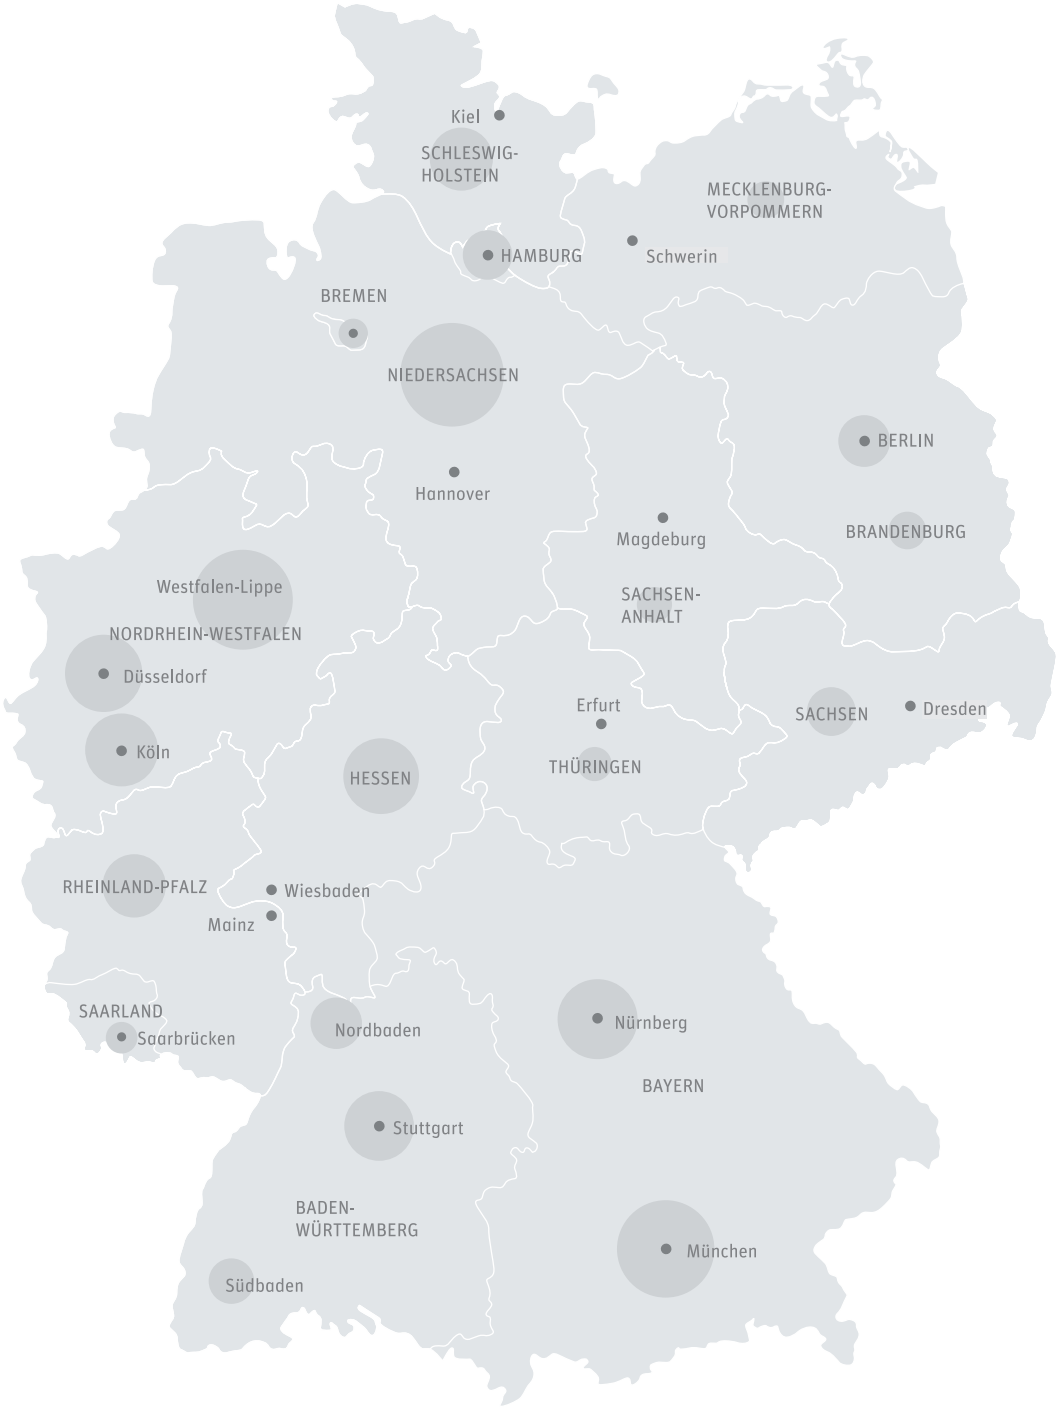 Kiel
SCHLESWIG-
HOLSTEIN
MECKLENBURG-
VORPOMMERN
HAMBURG
Schwerin
BREMEN
NIEDERSACHSEN
BERLIN
Hannover
Magdeburg
BRANDENBURG
Westfalen-Lippe
SACHSEN-
ANHALT
NORDRHEIN-WESTFALEN
Düsseldorf
Erfurt
Dresden
SACHSEN
Köln
THÜRINGEN
HESSEN
RHEINLAND-PFALZ
Wiesbaden
Mainz
SAARLAND
Saarbrücken
Nordbaden
Nürnberg
BAYERN
Stuttgart
BADEN-
WÜRTTEMBERG
München
Südbaden